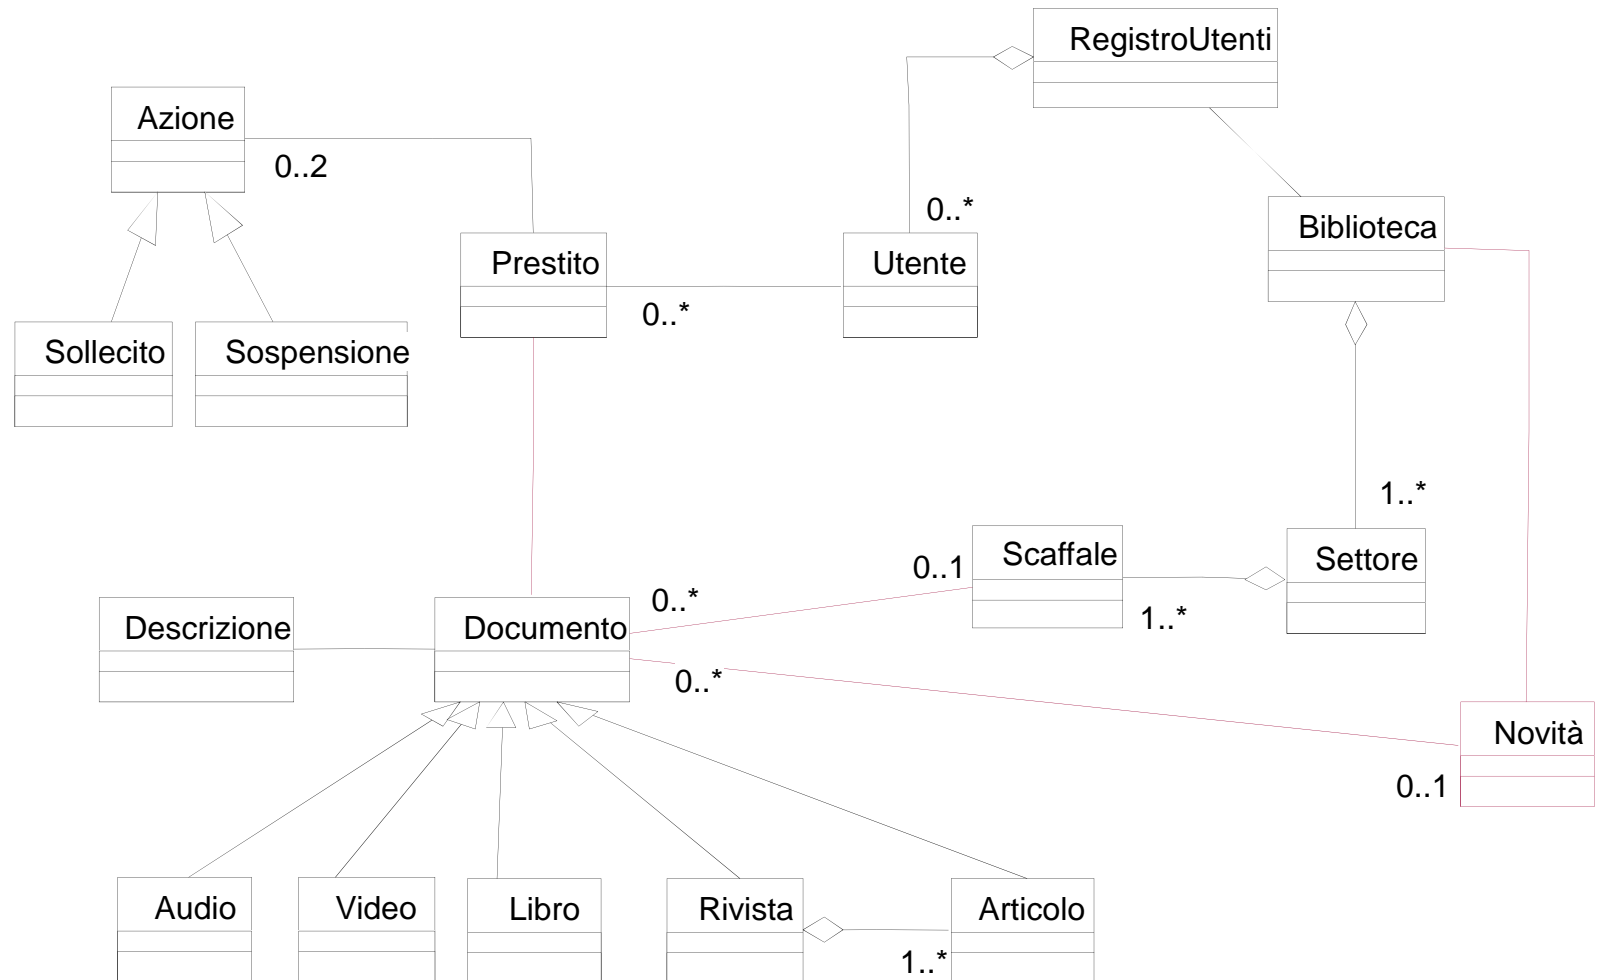 RegistroUtenti
Azione
0..2
0..*
Biblioteca
Prestito
Utente
0..*
Sollecito
Sospensione
1..*
Scaffale
Settore
0..1
0..*
1..*
Descrizione
Documento
0..*
Novità
0..1
Audio
Video
Libro
Rivista
Articolo
1..*